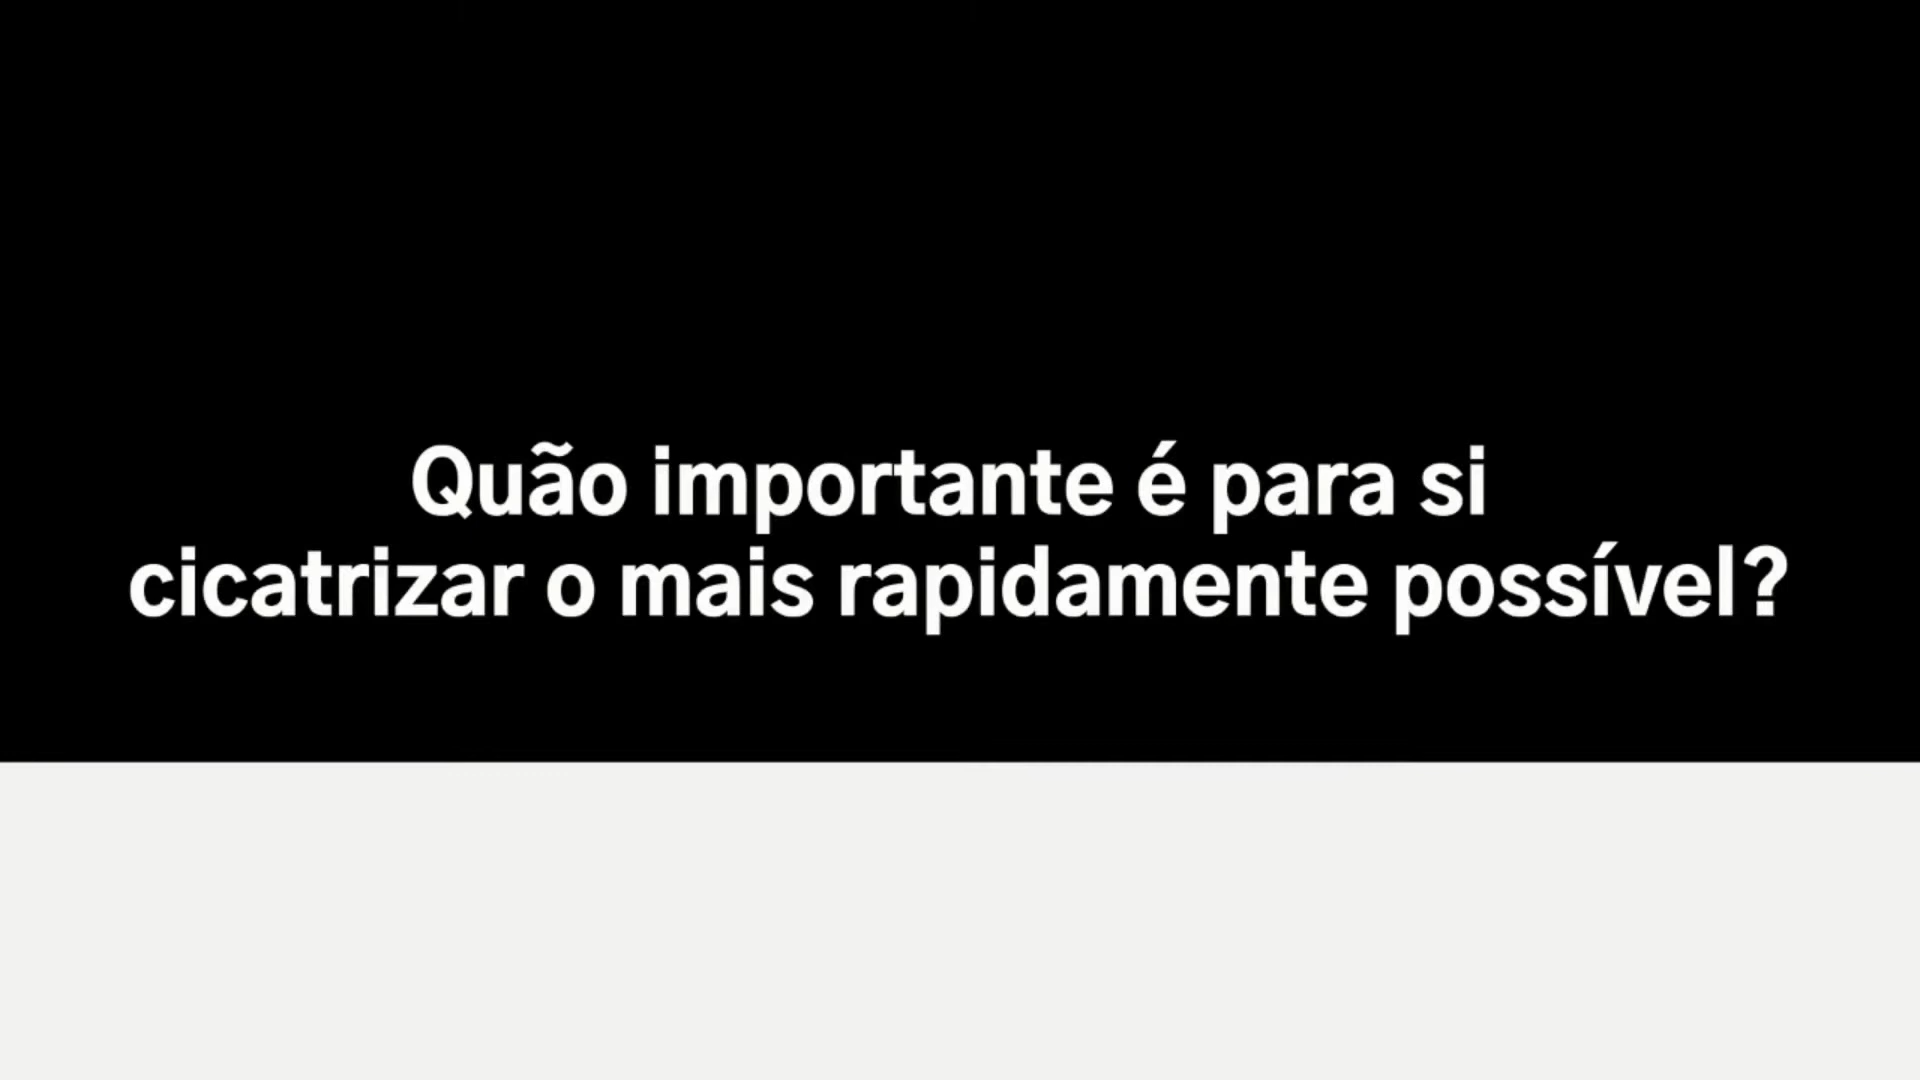 Quão importante é para si
cicatrizar o mais rapidamente possível?